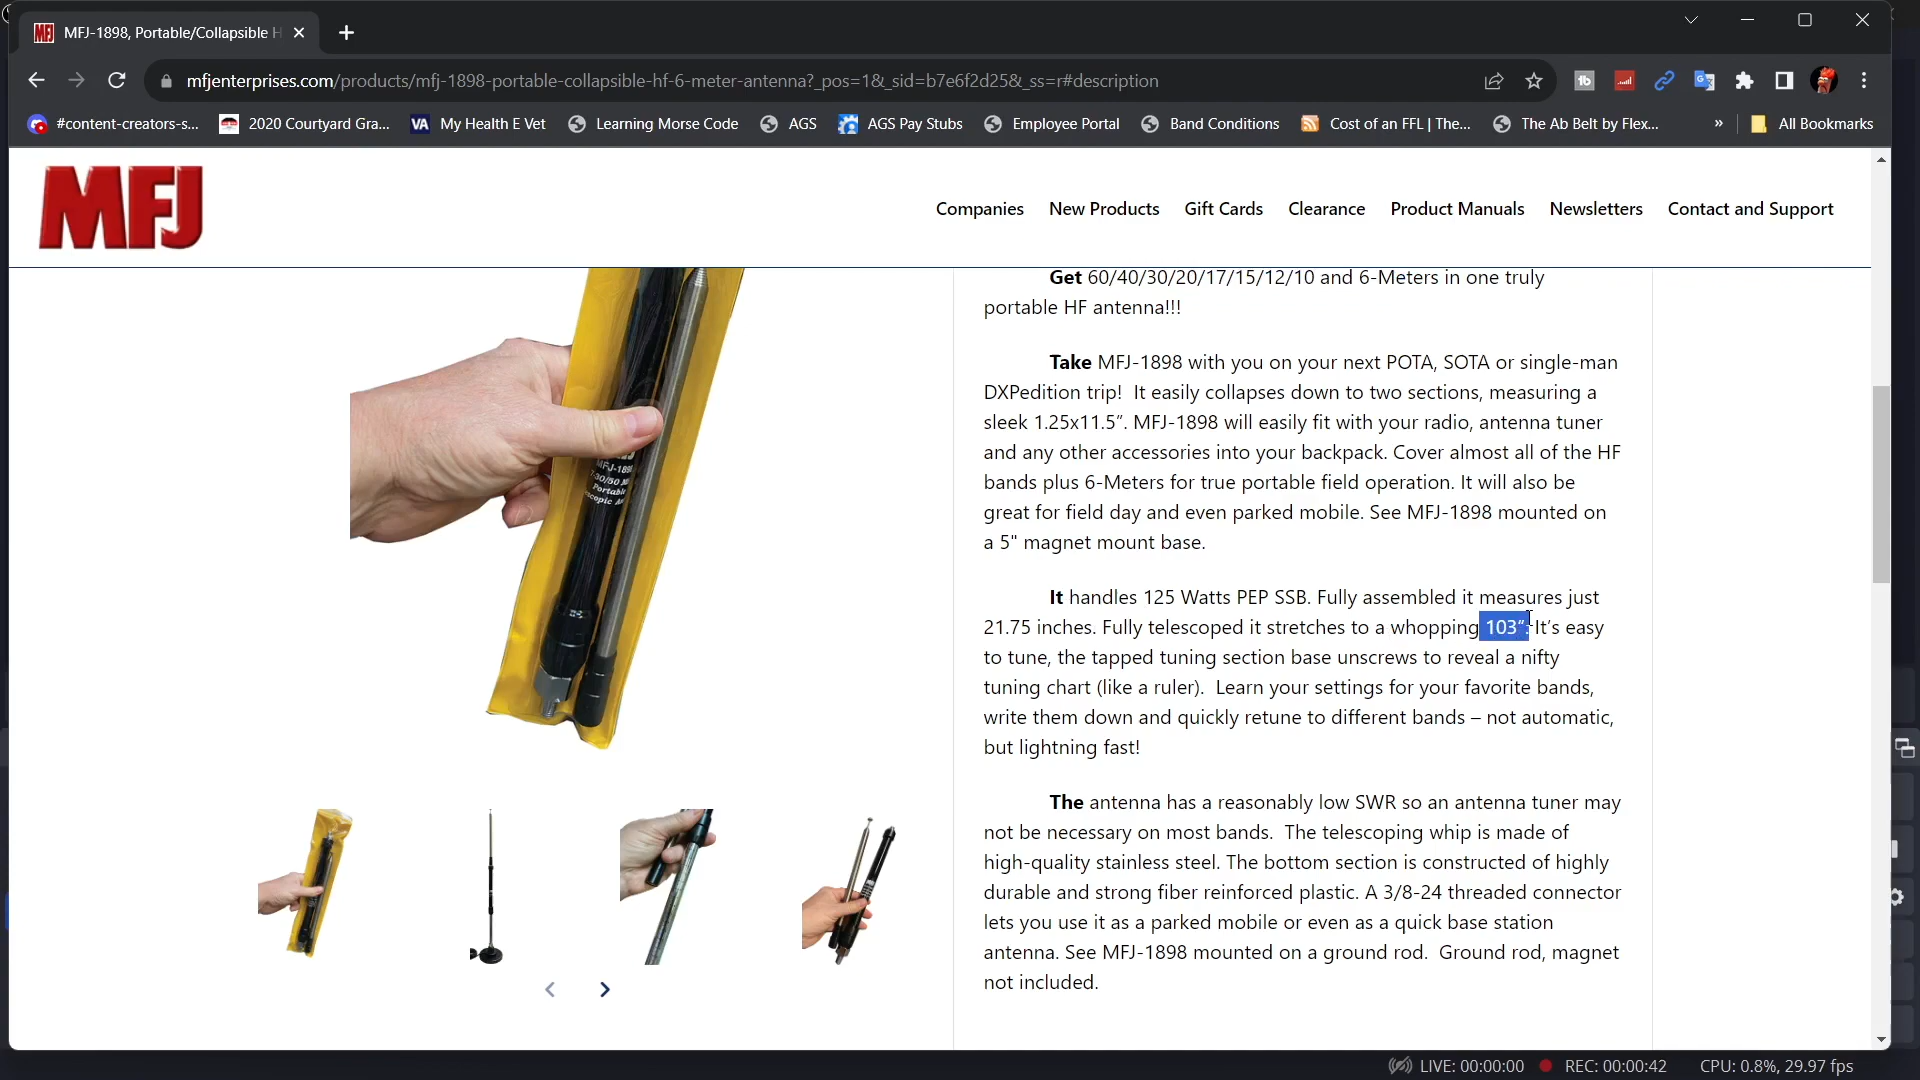 MFJ MFJ-1898, Portable/Collapsible H
mfjenterprises.com/products/mfj-1898-portable-collapsible-hf-6-meter-antenna?_pos=1&_sid=b7e6f2d25&_ss=r#description
#content-creators-s... 2020 Courtyard Gra... VA My Health E Vet Learning Morse Code AGS AGS Pay Stubs Employee Portal Band Conditions Cost of an FFL | The... The Ab Belt by Flex... » All Bookmarks
MFJ
Companies New Products Gift Cards Clearance Product Manuals Newsletters Contact and Support
Get 60/40/30/20/17/15/12/10 and 6-Meters in one truly
portable HF antenna!!!
Take MFJ-1898 with you on your next POTA, SOTA or single-man
DXPedition trip!  It easily collapses down to two sections, measuring a
sleek 1.25x11.5”. MFJ-1898 will easily fit with your radio, antenna tuner
and any other accessories into your backpack. Cover almost all of the HF
bands plus 6-Meters for true portable field operation. It will also be
great for field day and even parked mobile. See MFJ-1898 mounted on
a 5" magnet mount base.
It handles 125 Watts PEP SSB. Fully assembled it measures just
21.75 inches. Fully telescoped it stretches to a whopping 103“. It’s easy
to tune, the tapped tuning section base unscrews to reveal a nifty
tuning chart (like a ruler).  Learn your settings for your favorite bands,
write them down and quickly retune to different bands – not automatic,
but lightning fast!
The antenna has a reasonably low SWR so an antenna tuner may
not be necessary on most bands.  The telescoping whip is made of
high-quality stainless steel. The bottom section is constructed of highly
durable and strong fiber reinforced plastic. A 3/8-24 threaded connector
lets you use it as a parked mobile or even as a quick base station
antenna. See MFJ-1898 mounted on a ground rod.  Ground rod, magnet
not included.
MFJ-1898
Portable
LIVE: 00:00:00 REC: 00:00:42 CPU: 0.8%, 29.97 fps